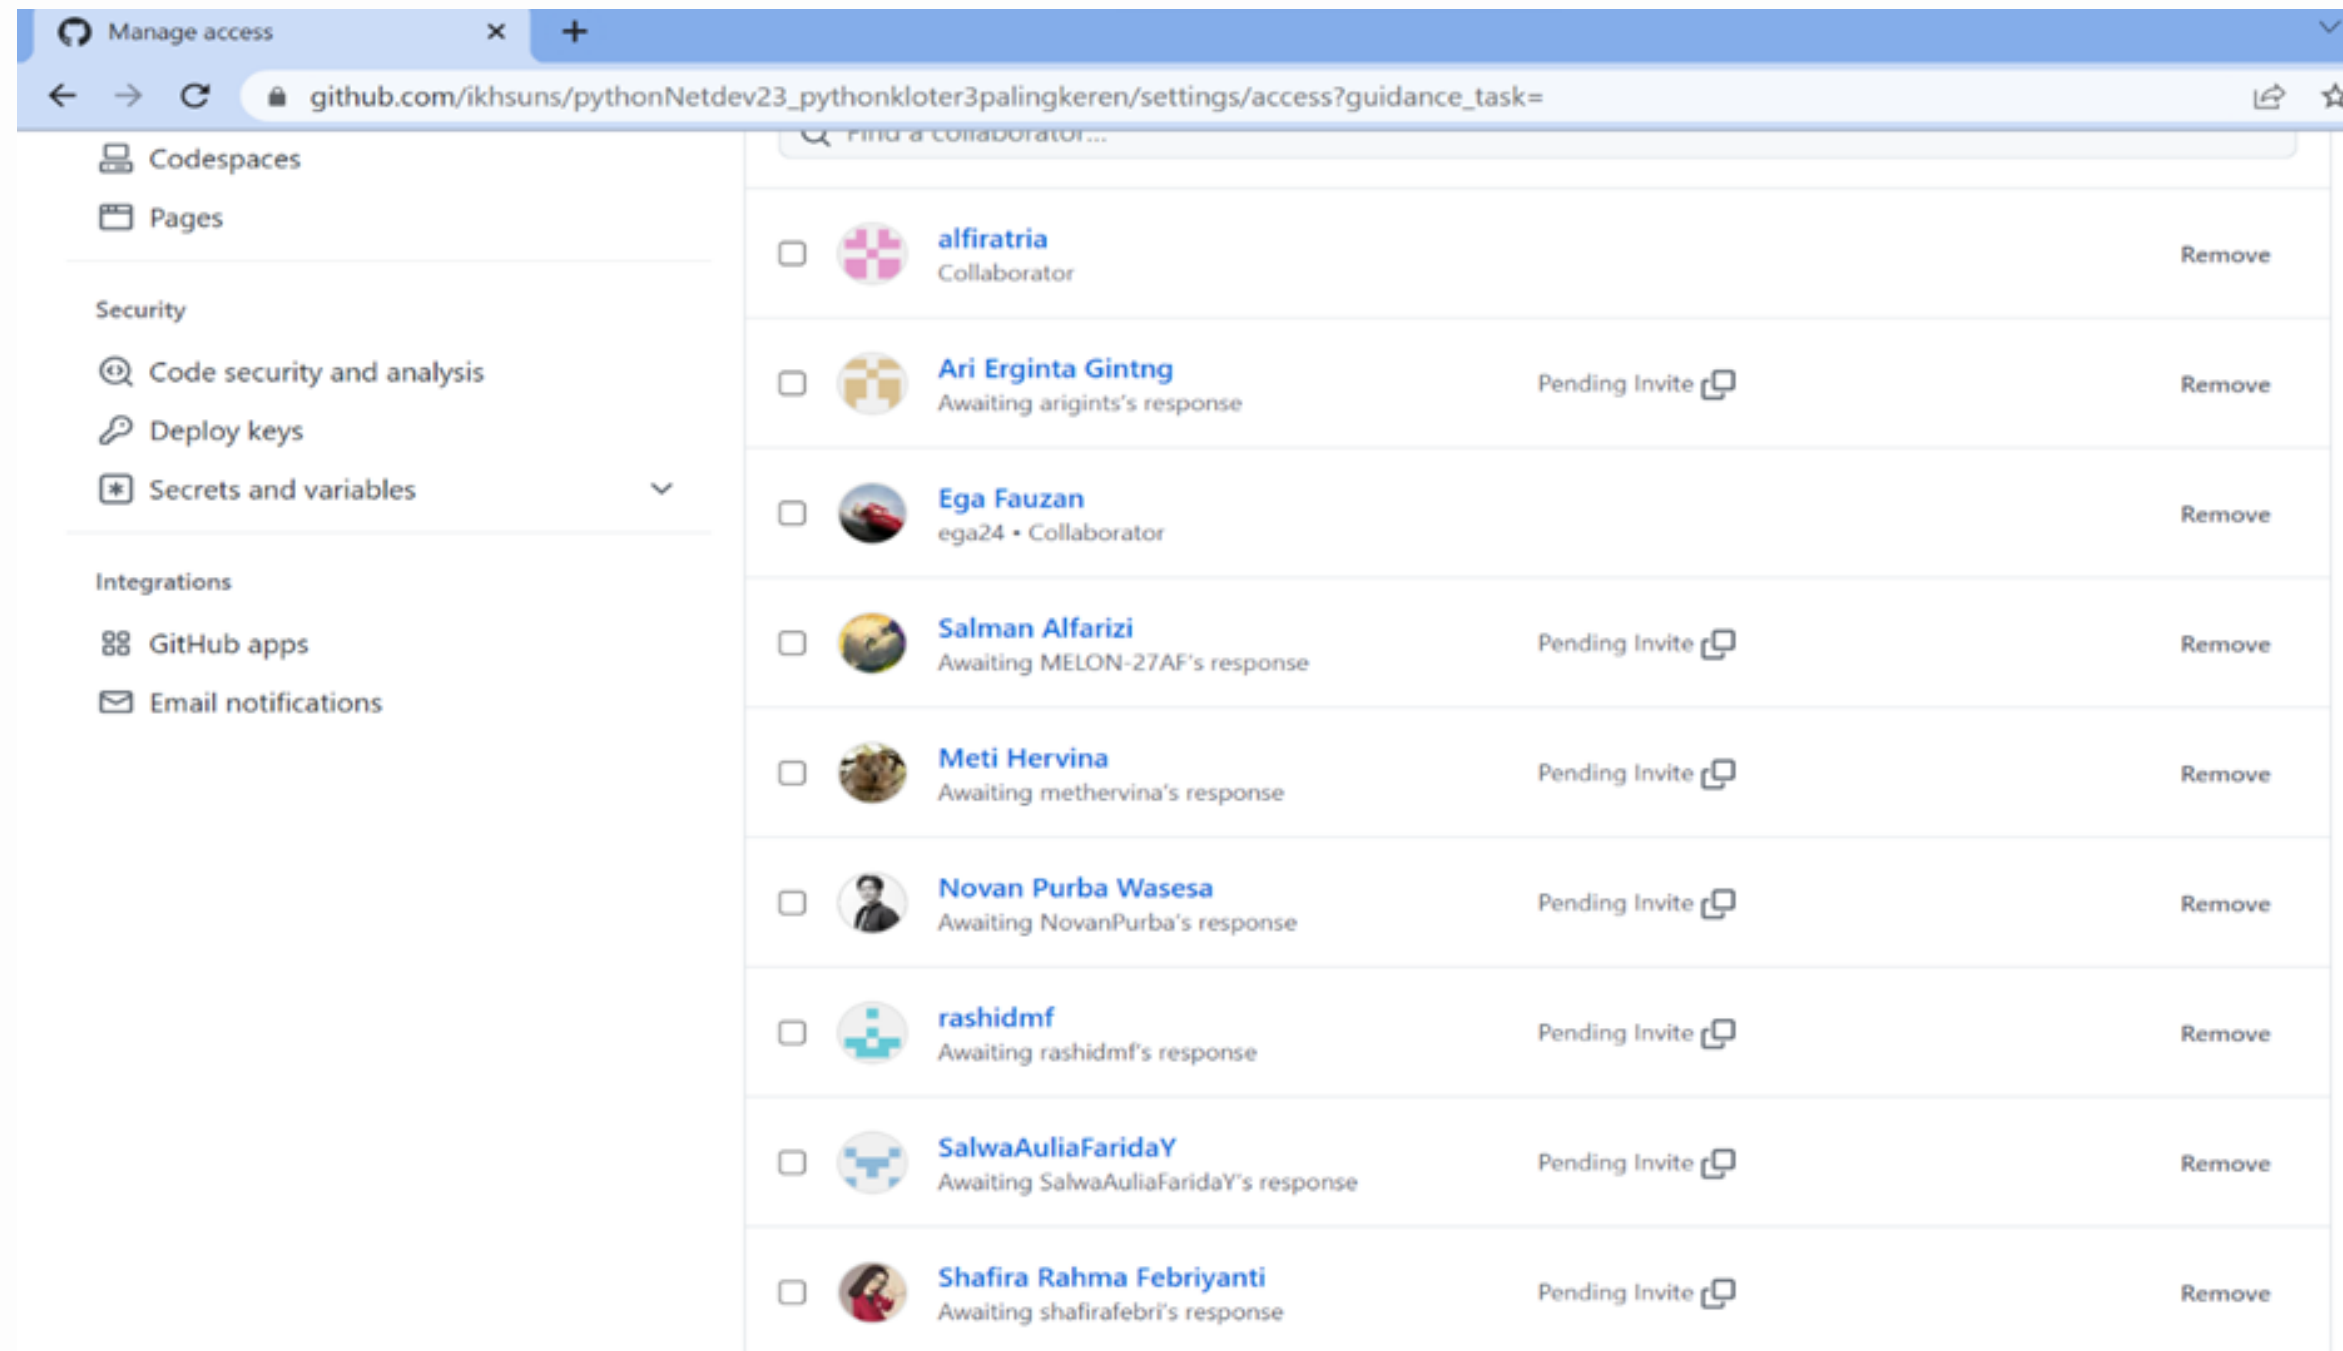 Manage access
github.com/ikhsuns/pythonNetdev23_pythonkloter3palingkeren/settings/access?guidance_task=
Codespaces
Pages
Security
Code security and analysis
Deploy keys
Secrets and variables
Integrations
GitHub apps
Email notifications
Find a collaborator...
alfiratria
Collaborator
Remove
Ari Erginta Gintng
Awaiting arigints's response
Pending Invite
Remove
Ega Fauzan
ega24 • Collaborator
Remove
Salman Alfarizi
Awaiting MELON-27AF's response
Pending Invite
Remove
Meti Hervina
Awaiting methervina's response
Pending Invite
Remove
Novan Purba Wasesa
Awaiting NovanPurba's response
Pending Invite
Remove
rashidmf
Awaiting rashidmf's response
Pending Invite
Remove
SalwaAuliaFaridaY
Awaiting SalwaAuliaFaridaY's response
Pending Invite
Remove
Shafira Rahma Febriyanti
Awaiting shafirafebri's response
Pending Invite
Remove